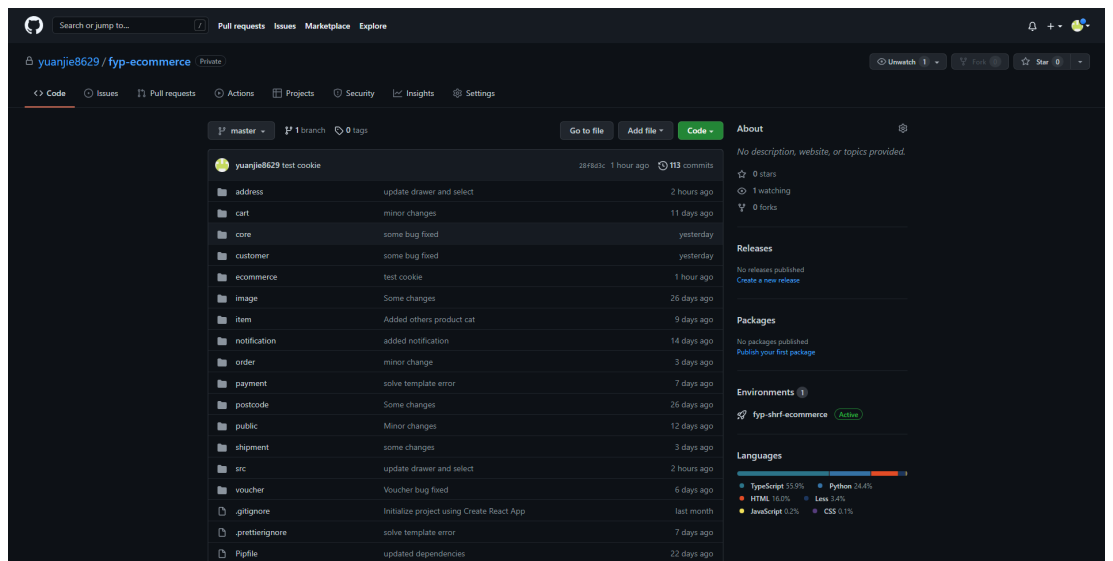 Search or jump to... / Pull requests Issues Marketplace Explore
yuanjie8629 / fyp-ecommerce Private
Unwatch 1 Fork 0 Star 0
Code Issues Pull requests Actions Projects Security Insights Settings
master 1 branch 0 tags Go to file Add file Code
yuanjie8629 test cookie 28f8d3c 1 hour ago 113 commits
address update drawer and select 2 hours ago
cart minor changes 11 days ago
core some bug fixed yesterday
customer some bug fixed yesterday
ecommerce test cookie 1 hour ago
image Some changes 26 days ago
item Added others product cat 9 days ago
notification added notification 14 days ago
order minor change 3 days ago
payment solve template error 7 days ago
postcode Some changes 26 days ago
public Minor changes 12 days ago
shipment some changes 3 days ago
src update drawer and select 2 hours ago
voucher Voucher bug fixed 6 days ago
.gitignore Initialize project using Create React App last month
.prettierignore solve template error 7 days ago
Pipfile updated dependencies 22 days ago
About
No description, website, or topics provided.
0 stars
1 watching
0 forks
Releases
No releases published
Create a new release
Packages
No packages published
Publish your first package
Environments 1
fyp-shrf-ecommerce Active
Languages
TypeScript 55.9% Python 24.4%
HTML 16.0% Less 3.4%
JavaScript 0.2% CSS 0.1%